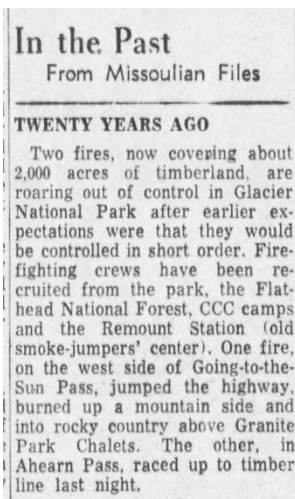 In the Past
From Missoulian Files
TWENTY YEARS AGO
Two fires, now covering about
2,000 acres of timberland, are
roaring out of control in Glacier
National Park after earlier ex-
pectations were that they would
be controlled in short order. Fire-
fighting crews have been re-
cruited from the park, the Flat-
head National Forest, CCC camps
and the Remount Station (old
smoke-jumpers' center). One fire,
on the west side of Going-to-the-
Sun Pass, jumped the highway,
burned up a mountain side and
into rocky country above Granite
Park Chalets. The other, in
Ahearn Pass, raced up to timber
line last night.